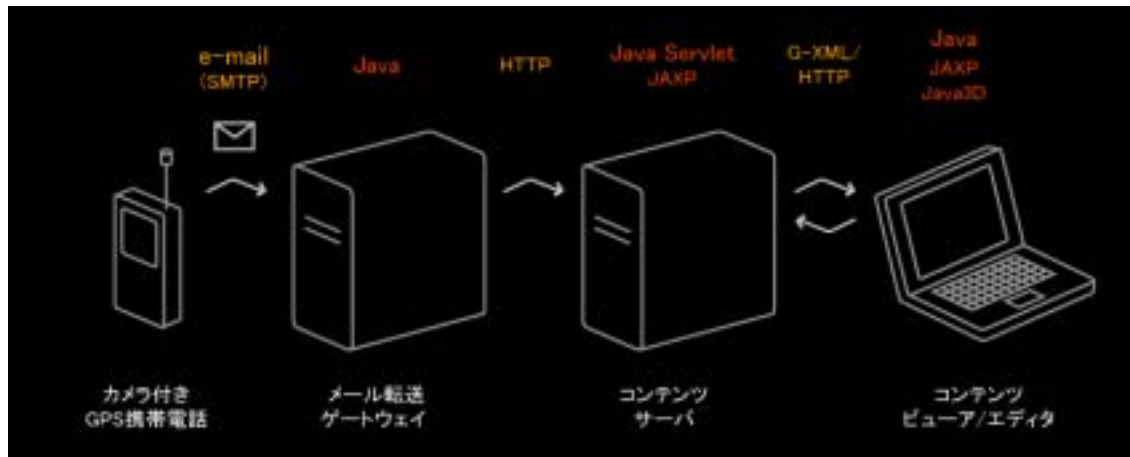 e-mail
(SMTP)
Java
HTTP
Java Servlet
JAXP
G-XML/
HTTP
Java
JAXP
Java3D
カメラ付き
GPS携帯電話
メール転送
ゲートウェイ
コンテンツ
サーバ
コンテンツ
ビューア/エディタ